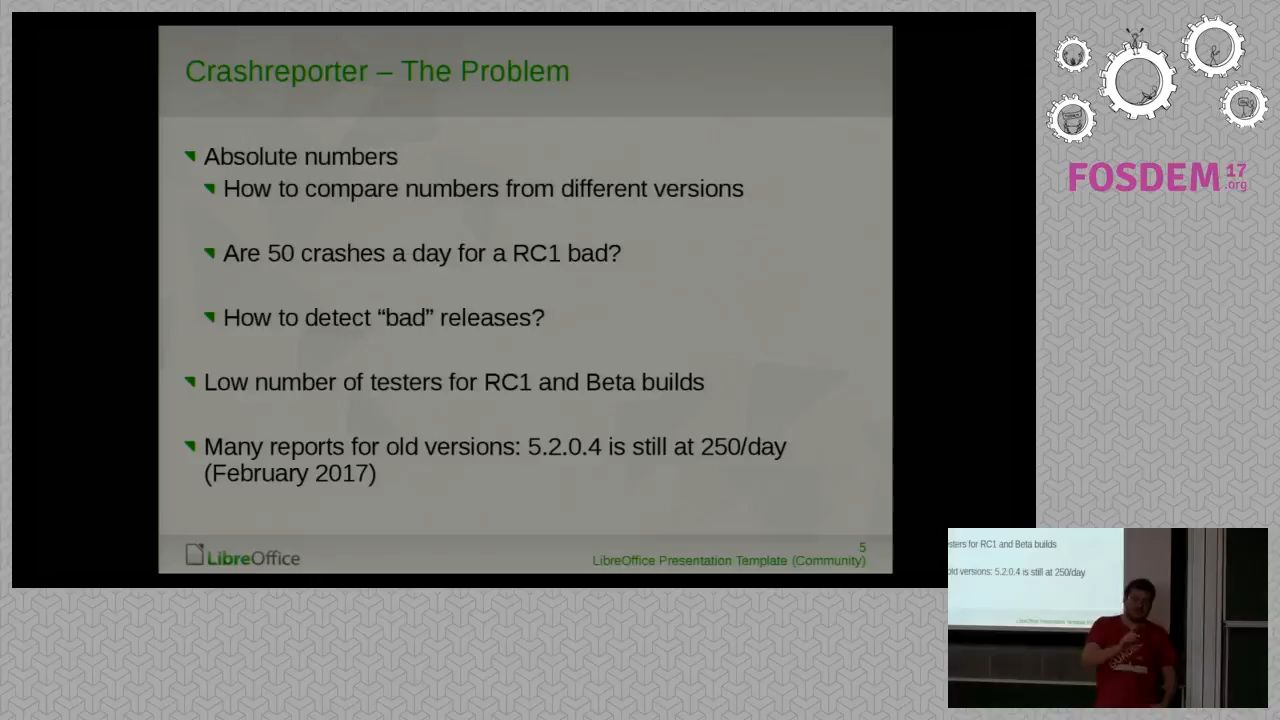 Crashreporter – The Problem
Absolute numbers
How to compare numbers from different versions
Are 50 crashes a day for a RC1 bad?
How to detect “bad” releases?
Low number of testers for RC1 and Beta builds
Many reports for old versions: 5.2.0.4 is still at 250/day
(February 2017)
LibreOffice
5
LibreOffice Presentation Template (Community)
FOSDEM 17
.org
sters for RC1 and Beta builds
old versions: 5.2.0.4 is still at 250/day